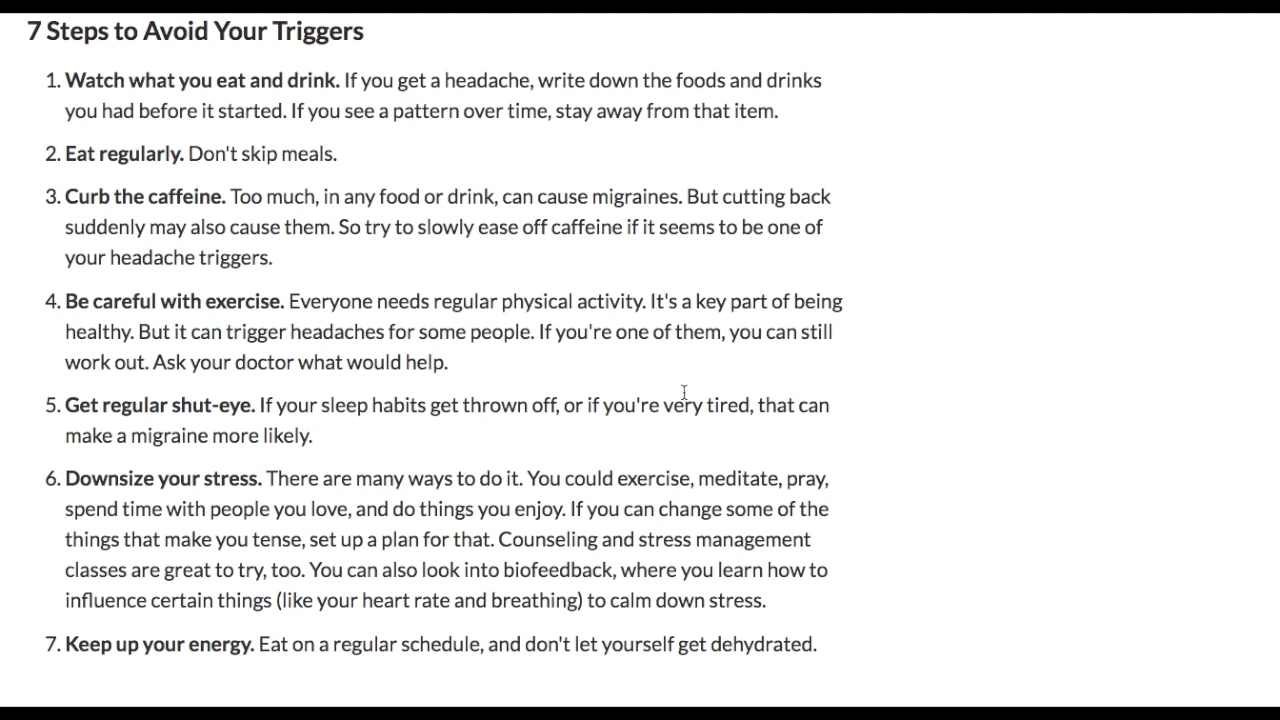 7 Steps to Avoid Your Triggers
1. Watch what you eat and drink. If you get a headache, write down the foods and drinks
you had before it started. If you see a pattern over time, stay away from that item.
2. Eat regularly. Don't skip meals.
3. Curb the caffeine. Too much, in any food or drink, can cause migraines. But cutting back
suddenly may also cause them. So try to slowly ease off caffeine if it seems to be one of
your headache triggers.
4. Be careful with exercise. Everyone needs regular physical activity. It's a key part of being
healthy. But it can trigger headaches for some people. If you're one of them, you can still
work out. Ask your doctor what would help.
5. Get regular shut-eye. If your sleep habits get thrown off, or if you're very tired, that can
make a migraine more likely.
6. Downsize your stress. There are many ways to do it. You could exercise, meditate, pray,
spend time with people you love, and do things you enjoy. If you can change some of the
things that make you tense, set up a plan for that. Counseling and stress management
classes are great to try, too. You can also look into biofeedback, where you learn how to
influence certain things (like your heart rate and breathing) to calm down stress.
7. Keep up your energy. Eat on a regular schedule, and don't let yourself get dehydrated.